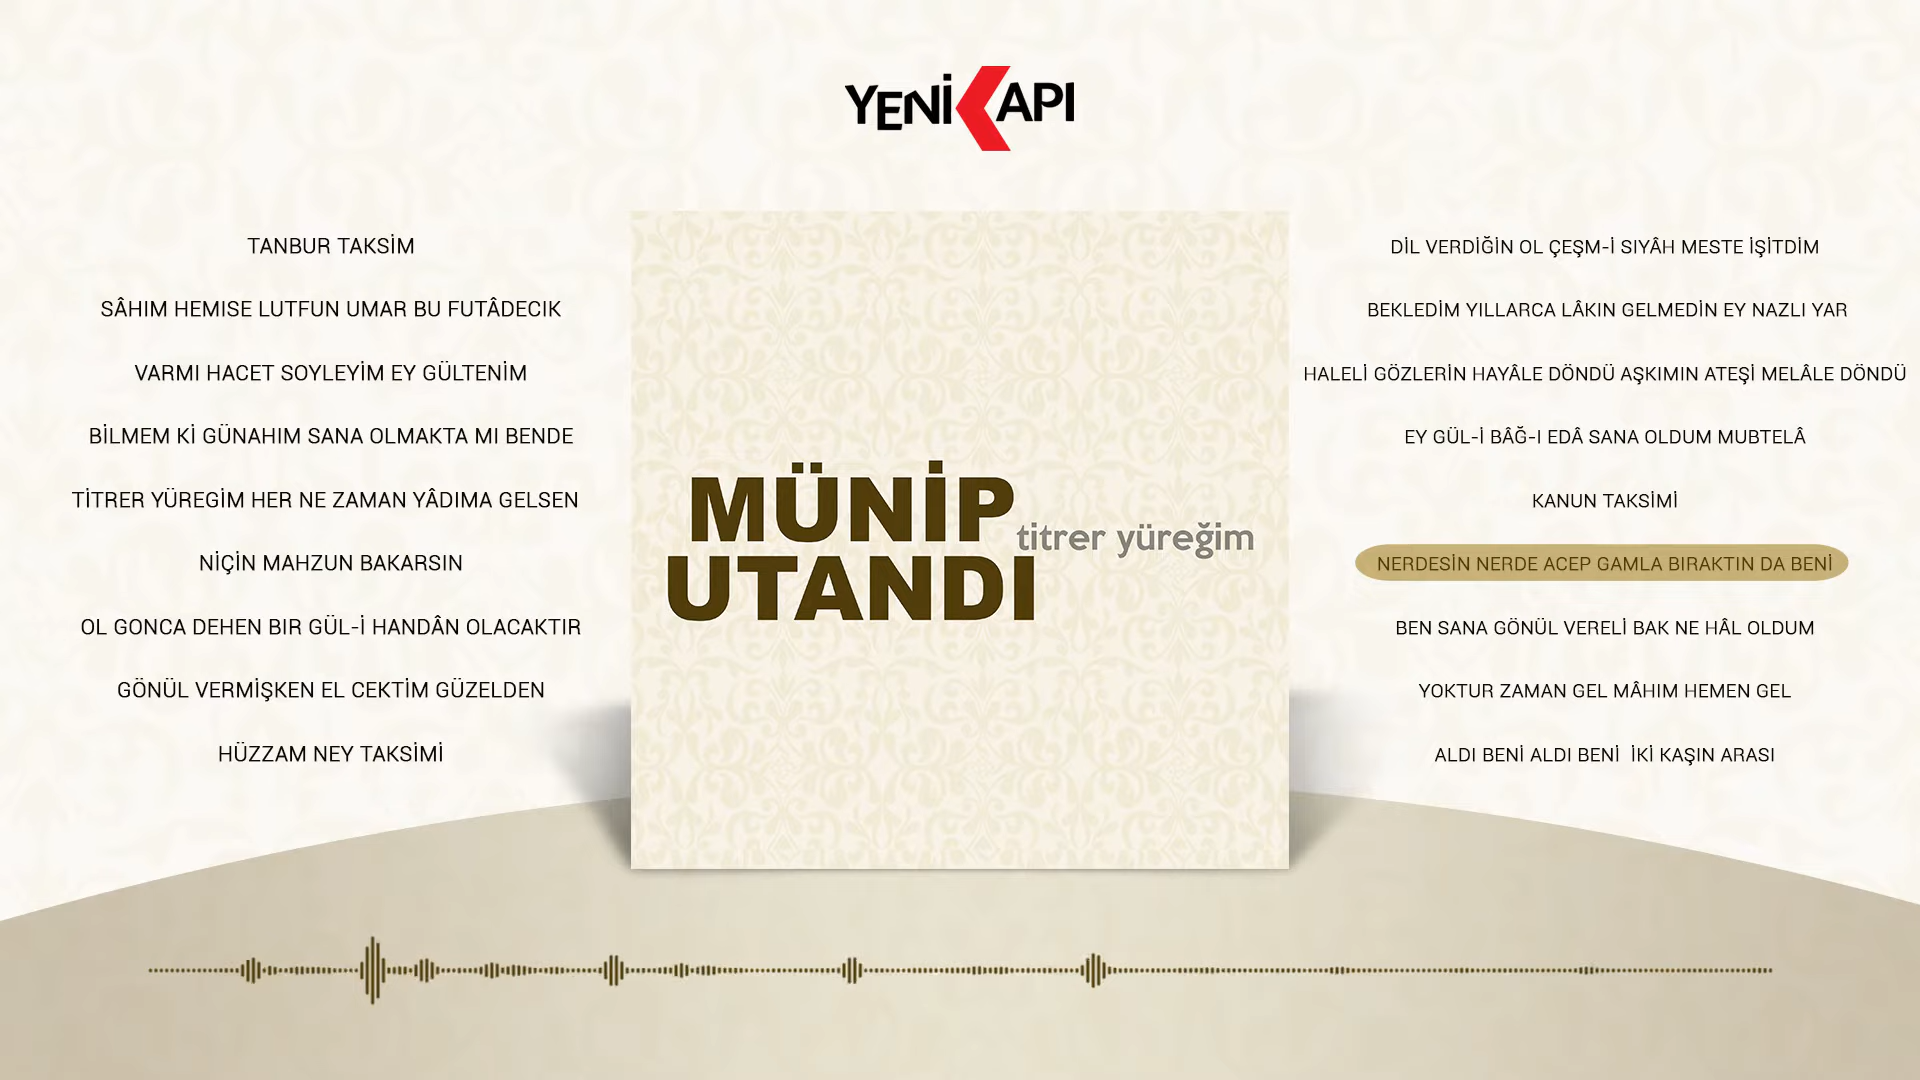 YENİKAPI
TANBUR TAKSİM
SÂHIM HEMISE LUTFUN UMAR BU FUTÂDECIK
VARMI HACET SOYLEYİM EY GÜLTENİM
BİLMEM Kİ GÜNAHIM SANA OLMAKTA MI BENDE
TİTRER YÜREGİM HER NE ZAMAN YÂDIMA GELSEN
NİÇİN MAHZUN BAKARSIN
OL GONCA DEHEN BIR GÜL-İ HANDÂN OLACAKTIR
GÖNÜL VERMİŞKEN EL CEKTİM GÜZELDEN
HÜZZAM NEY TAKSİMİ
MÜNİP
UTANDI
titrer yüreğim
DİL VERDİĞİN OL ÇEŞM-İ SIYÂH MESTE İŞİTDİM
BEKLEDİM YILLARCA LÂKIN GELMEDİN EY NAZLI YAR
HALELİ GÖZLERİN HAYÂLE DÖNDÜ AŞKIMIN ATEŞİ MELÂLE DÖNDÜ
EY GÜL-İ BÂĞ-I EDÂ SANA OLDUM MUBTELÂ
KANUN TAKSİMİ
NERDESİN NERDE ACEP GAMLA BIRAKTIN DA BENİ
BEN SANA GÖNÜL VERELİ BAK NE HÂL OLDUM
YOKTUR ZAMAN GEL MÂHIM HEMEN GEL
ALDI BENİ ALDI BENİ İKİ KAŞIN ARASI